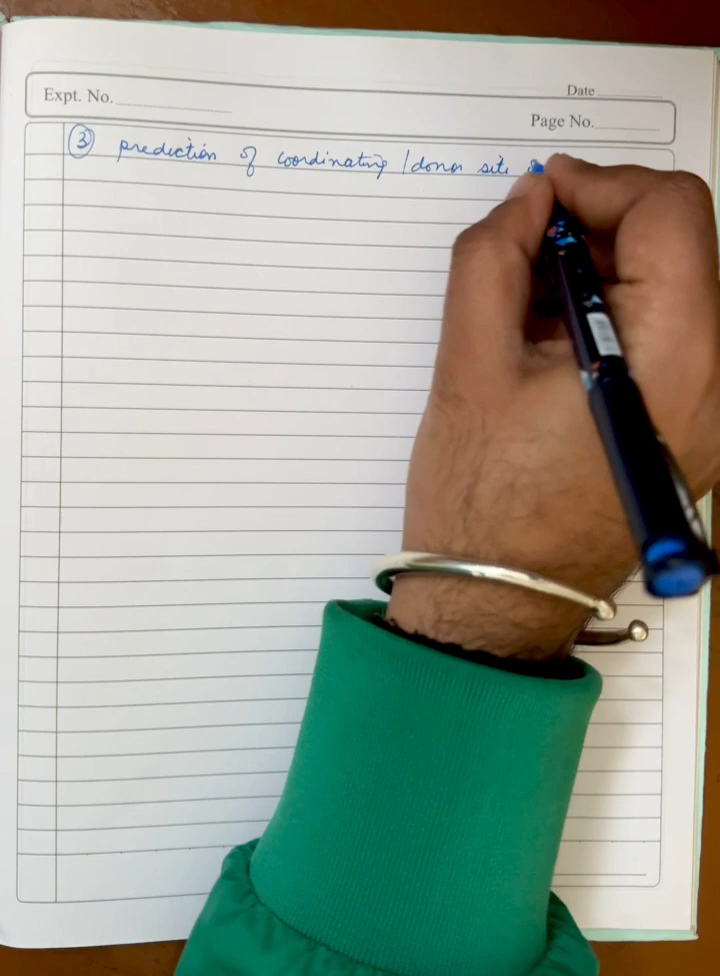 Expt. No.
Date
Page No.
③ prediction of coordinating / donor site